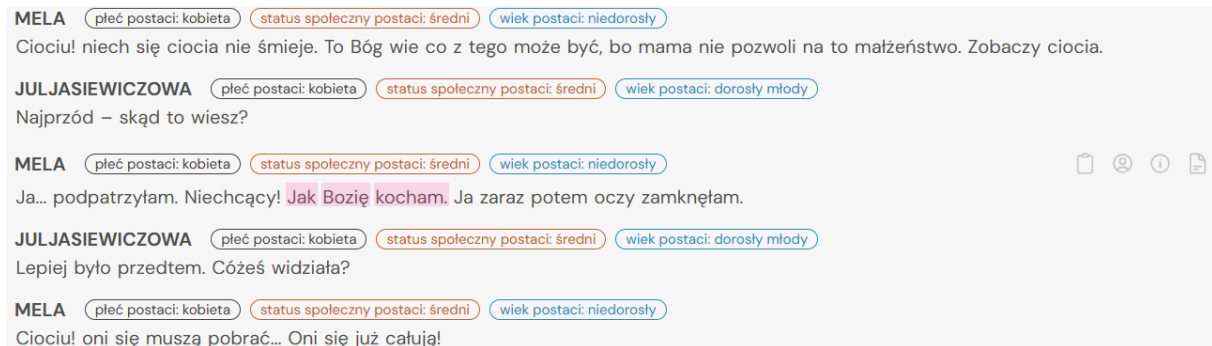 MELA płeć postaci: kobieta status społeczny postaci: średni wiek postaci: niedorosły
Ciociu! niech się ciocia nie śmieje. To Bóg wie co z tego może być, bo mama nie pozwoli na to małżeństwo. Zobaczy ciocia.
JULJASIEWICZOWA płeć postaci: kobieta status społeczny postaci: średni wiek postaci: dorosły młody
Najprzód – skąd to wiesz?
MELA płeć postaci: kobieta status społeczny postaci: średni wiek postaci: niedorosły
Ja... podpatrzyłam. Niechcący! Jak Bozię kocham. Ja zaraz potem oczy zamknęłam.
JULJASIEWICZOWA płeć postaci: kobieta status społeczny postaci: średni wiek postaci: dorosły młody
Lepiej było przedtem. Cóżeś widziała?
MELA płeć postaci: kobieta status społeczny postaci: średni wiek postaci: niedorosły
Ciociu! oni się muszą pobrać... Oni się już całują!